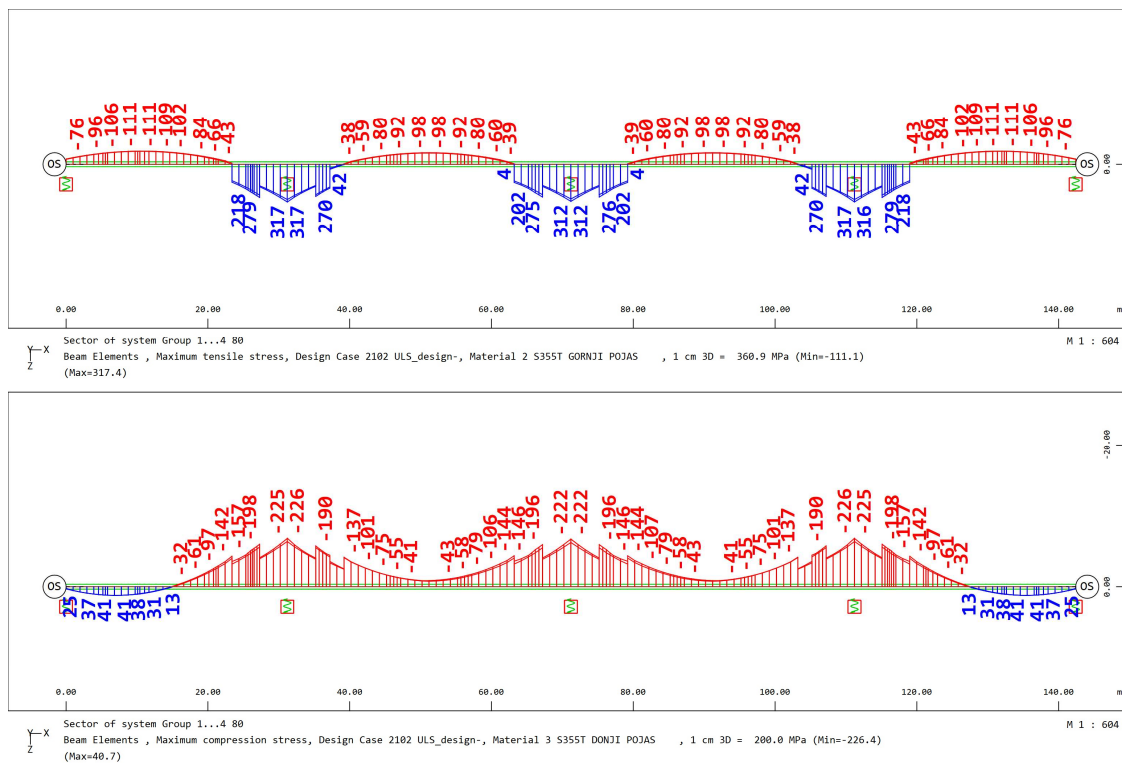 -76 -96 -106 -111 -111 -109 -102 -84 -66 -43 -38 -59 -80 -92 -98 -98 -92 -80 -60 -39 -39 -60 -80 -92 -98 -98 -92 -80 -59 -38 -43 -66 -84 -102 -109 -111 -111 -106 -96 -76
OS OS 0.00
218 279 317 317 270 42 4 202 275 312 312 276 202 4 42 270 317 316 279 218
0.00 20.00 40.00 60.00 80.00 100.00 120.00 140.00 m
Y X Z
Sector of system Group 1...4 80 M 1 : 604
Beam Elements , Maximum tensile stress, Design Case 2102 ULS_design-, Material 2 S355T GORNJI POJAS , 1 cm 3D = 360.9 MPa (Min=-111.1)
(Max=317.4)
-20.00
-32 -61 -97 -142 -157 -198 -225 -226 -190 -137 -101 -75 -55 -41 -43 -58 -79 -106 -144 -146 -196 -222 -222 -196 -146 -144 -107 -79 -58 -43 -41 -55 -75 -101 -137 -190 -226 -225 -198 -157 -142 -97 -61 -32
OS OS 0.00
25 37 41 41 38 31 13 13 31 38 41 41 37 25
0.00 20.00 40.00 60.00 80.00 100.00 120.00 140.00 m
Y X Z
Sector of system Group 1...4 80 M 1 : 604
Beam Elements , Maximum compression stress, Design Case 2102 ULS_design-, Material 3 S355T DONJI POJAS , 1 cm 3D = 200.0 MPa (Min=-226.4)
(Max=40.7)